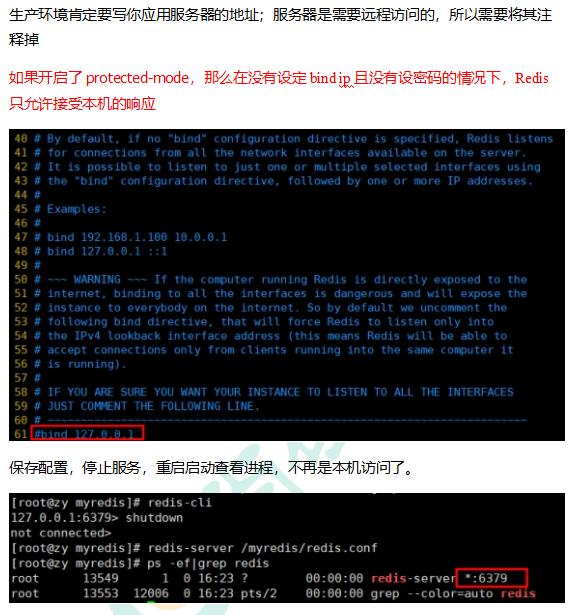 生产环境肯定要写你应用服务器的地址；服务器是需要远程访问的，所以需要将其注
释掉
如果开启了 protected-mode，那么在没有设定 bind ip 且没有设密码的情况下，Redis
只允许接受本机的响应
40 # By default, if no "bind" configuration directive is specified, Redis listens
41 # for connections from all the network interfaces available on the server.
42 # It is possible to listen to just one or multiple selected interfaces using
43 # the "bind" configuration directive, followed by one or more IP addresses.
44 #
45 # Examples:
46 #
47 # bind 192.168.1.100 10.0.0.1
48 # bind 127.0.0.1 ::1
49 #
50 # ~~~ WARNING ~~~ If the computer running Redis is directly exposed to the
51 # internet, binding to all the interfaces is dangerous and will expose the
52 # instance to everybody on the internet. So by default we uncomment the
53 # following bind directive, that will force Redis to listen only into
54 # the IPv4 lookback interface address (this means Redis will be able to
55 # accept connections only from clients running into the same computer it
56 # is running).
57 #
58 # IF YOU ARE SURE YOU WANT YOUR INSTANCE TO LISTEN TO ALL THE INTERFACES
59 # JUST COMMENT THE FOLLOWING LINE.
60 # ~~~~~~~~~~~~~~~~~~~~~~~~~~~~~~~~~~~~~~~~~~~~~~~~~~~~~~~~~~~~~~~~~~~~~~~~
61 #bind 127.0.0.1
保存配置，停止服务，重启启动查看进程，不再是本机访问了。
[root@zy myredis]# redis-cli
127.0.0.1:6379> shutdown
not connected>
[root@zy myredis]# redis-server /myredis/redis.conf
[root@zy myredis]# ps -ef|grep redis
root 13549 1 0 16:23 ? 00:00:00 redis-server *:6379
root 13553 12006 0 16:23 pts/2 00:00:00 grep --color=auto redis